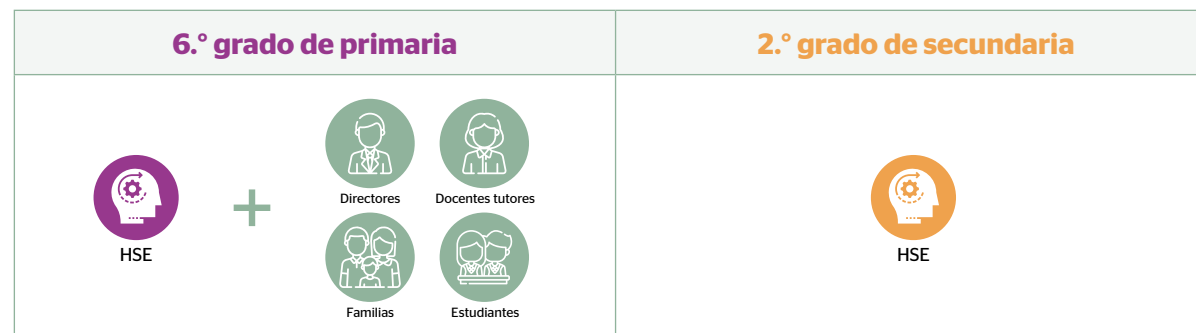 6.° grado de primaria
2.° grado de secundaria
HSE
Directores
Docentes tutores
Familias
Estudiantes
HSE